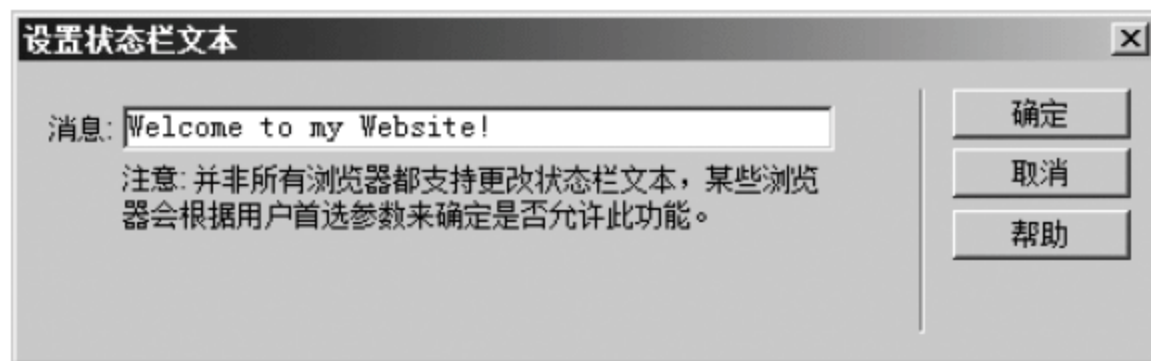 设置状态栏文本
消息: Welcome to my Website!
注意: 并非所有浏览器都支持更改状态栏文本，某些浏览
器会根据用户首选参数来确定是否允许此功能。
确定
取消
帮助